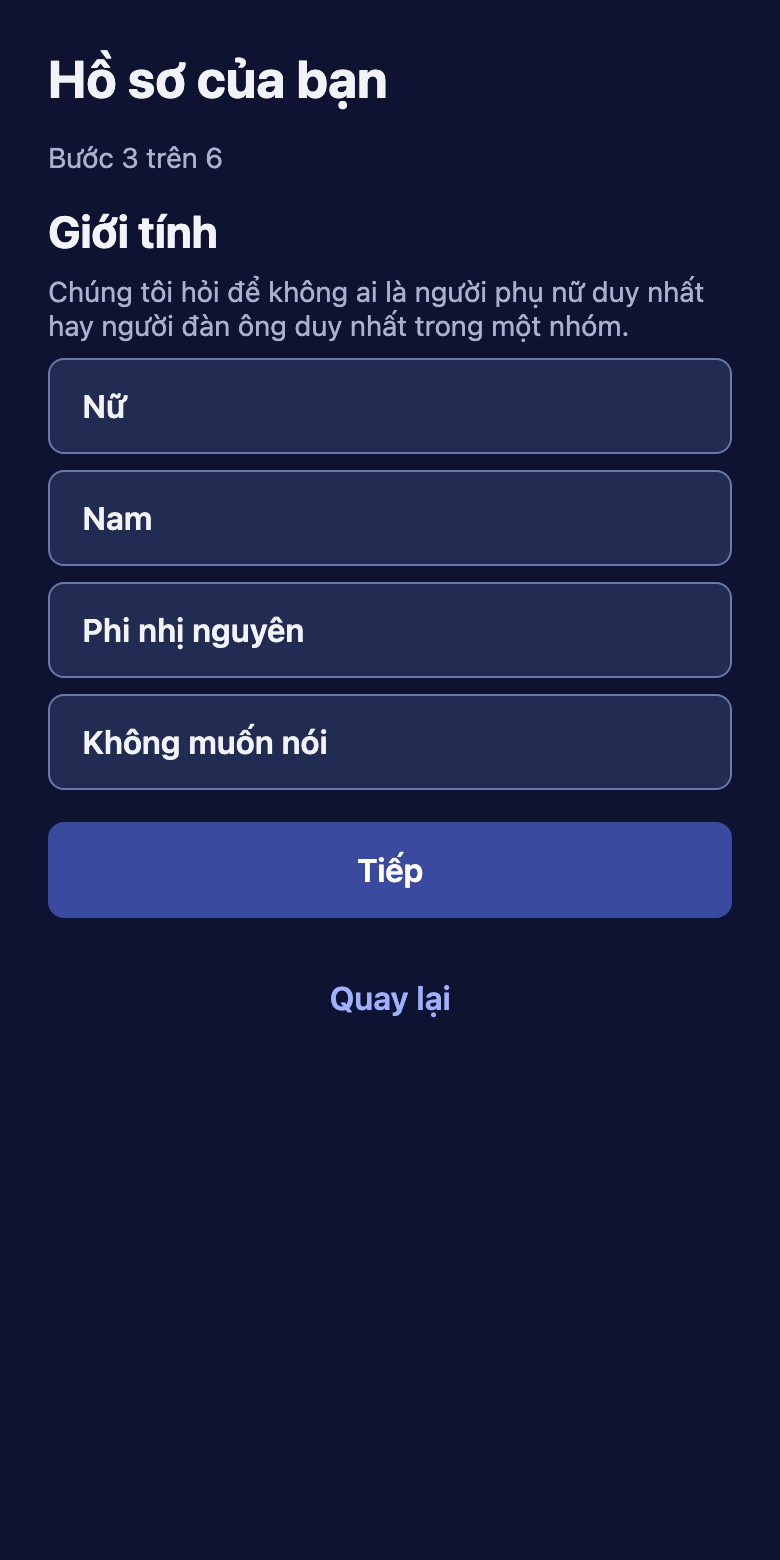 Hồ sơ của bạn
Bước 3 trên 6
Giới tính
Chúng tôi hỏi để không ai là người phụ nữ duy nhất
hay người đàn ông duy nhất trong một nhóm.
Nữ
Nam
Phi nhị nguyên
Không muốn nói
Tiếp
Quay lại